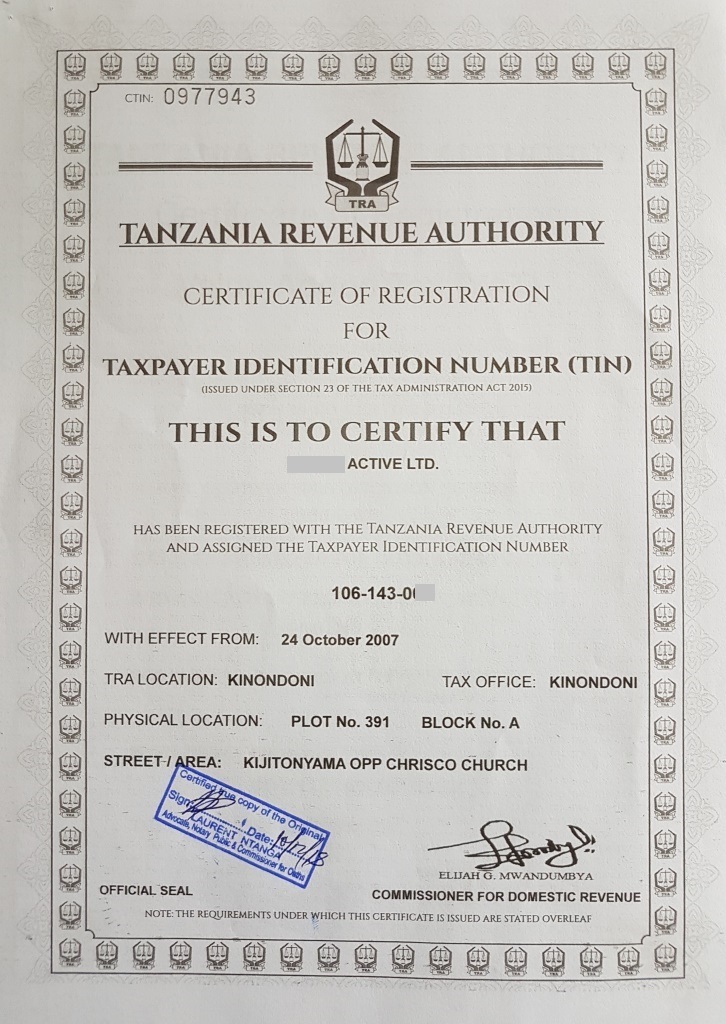 CTIN: 0977943
TRA
TANZANIA REVENUE AUTHORITY
CERTIFICATE OF REGISTRATION
FOR
TAXPAYER IDENTIFICATION NUMBER (TIN)
(ISSUED UNDER SECTION 23 OF THE TAX ADMINISTRATION ACT 2015)
THIS IS TO CERTIFY THAT
ACTIVE LTD.
HAS BEEN REGISTERED WITH THE TANZANIA REVENUE AUTHORITY
AND ASSIGNED THE TAXPAYER IDENTIFICATION NUMBER
106-143-0
WITH EFFECT FROM: 24 October 2007
TRA LOCATION: KINONDONI TAX OFFICE: KINONDONI
PHYSICAL LOCATION: PLOT No. 391 BLOCK No. A
STREET / AREA: KIJITONYAMA OPP CHRISCO CHURCH
Certified true copy of the Original
Sign: Date:
LAURENT NTANGA
Advocate, Notary Public & Commissioner for Oaths
ELIJAH G. MWANDUMBYA
OFFICIAL SEAL COMMISSIONER FOR DOMESTIC REVENUE
NOTE: THE REQUIREMENTS UNDER WHICH THIS CERTIFICATE IS ISSUED ARE STATED OVERLEAF